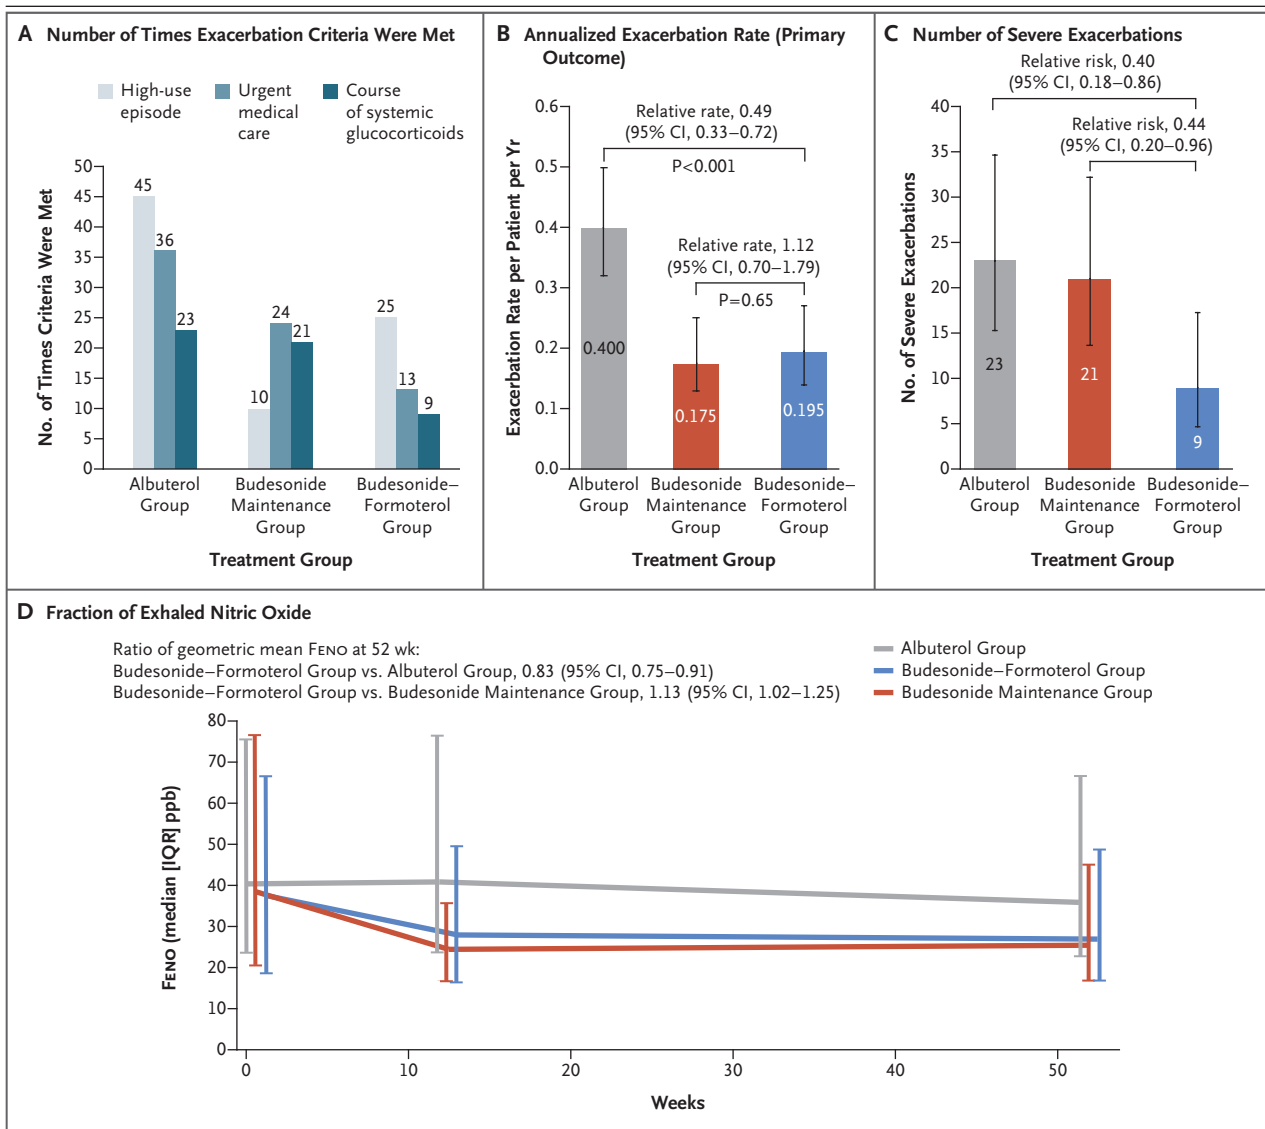 A Number of Times Exacerbation Criteria Were Met
High-use
episode
Urgent
medical
care
Course
of systemic
glucocorticoids
No. of Times Criteria Were Met
50
45
40
35
30
25
20
15
10
5
0
45
36
23
10
24
21
25
13
9
Albuterol
Group
Budesonide
Maintenance
Group
Budesonide–
Formoterol
Group
Treatment Group
B Annualized Exacerbation Rate (Primary
Outcome)
Exacerbation Rate per Patient per Yr
0.6
0.5
0.4
0.3
0.2
0.1
0.0
Relative rate, 0.49
(95% CI, 0.33–0.72)
P<0.001
Relative rate, 1.12
(95% CI, 0.70–1.79)
P=0.65
0.400
0.175
0.195
Albuterol
Group
Budesonide
Maintenance
Group
Budesonide–
Formoterol
Group
Treatment Group
C Number of Severe Exacerbations
Relative risk, 0.40
(95% CI, 0.18–0.86)
Relative risk, 0.44
(95% CI, 0.20–0.96)
No. of Severe Exacerbations
40
35
30
25
20
15
10
5
0
23
21
9
Albuterol
Group
Budesonide
Maintenance
Group
Budesonide–
Formoterol
Group
Treatment Group
D Fraction of Exhaled Nitric Oxide
Ratio of geometric mean FENO at 52 wk:
Budesonide–Formoterol Group vs. Albuterol Group, 0.83 (95% CI, 0.75–0.91)
Budesonide–Formoterol Group vs. Budesonide Maintenance Group, 1.13 (95% CI, 1.02–1.25)
Albuterol Group
Budesonide–Formoterol Group
Budesonide Maintenance Group
FENO (median [IQR] ppb)
80
70
60
50
40
30
20
10
0
0
10
20
30
40
50
Weeks